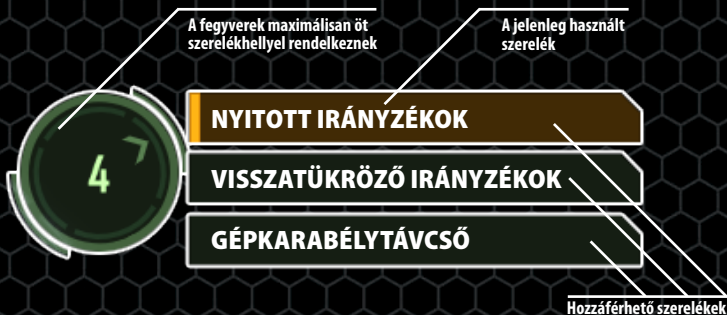 A fegyverek maximálisan öt
szerelékhellyel rendelkeznek
A jelenleg használt
szerelék
NYITOTT IRÁNYZÉKOK
4
VISSZATÜKRÖZŐ IRÁNYZÉKOK
GÉPKARABÉLYTÁVCSŐ
Hozzáférhető szerelékek